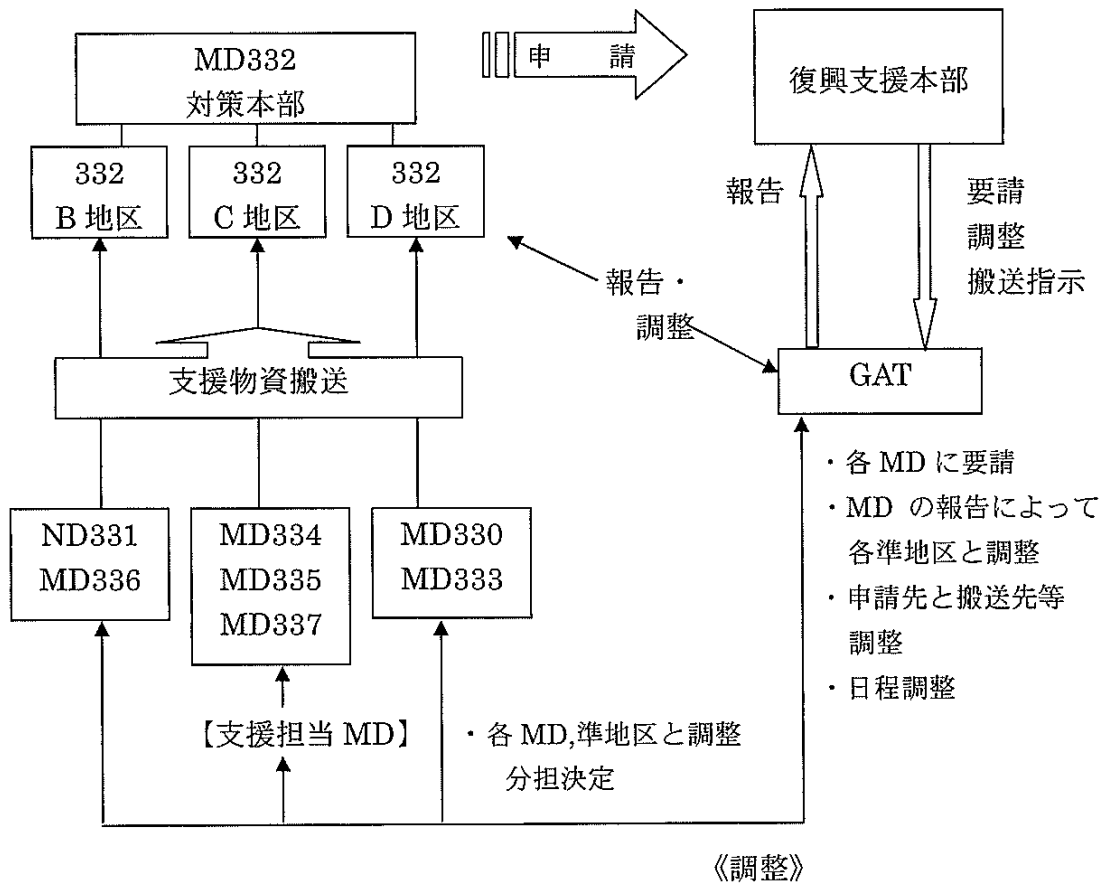 MD332
対策本部
申　請
復興支援本部
332
B 地区
332
C 地区
332
D 地区
報告
要請
調整
搬送指示
報告・
調整
支援物資搬送
GAT
・各 MD に要請
・MD の報告によって
各準地区と調整
・申請先と搬送先等
調整
・日程調整
ND331
MD336
MD334
MD335
MD337
MD330
MD333
【支援担当 MD】
・各 MD,準地区と調整
分担決定
《調整》